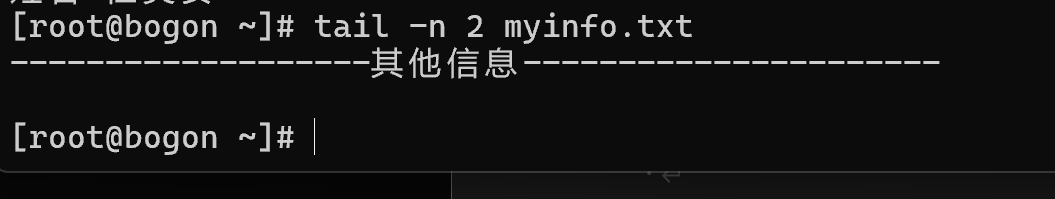 [root@bogon ~]# tail -n 2 myinfo.txt
-------------------其他信息----------------------
[root@bogon ~]#